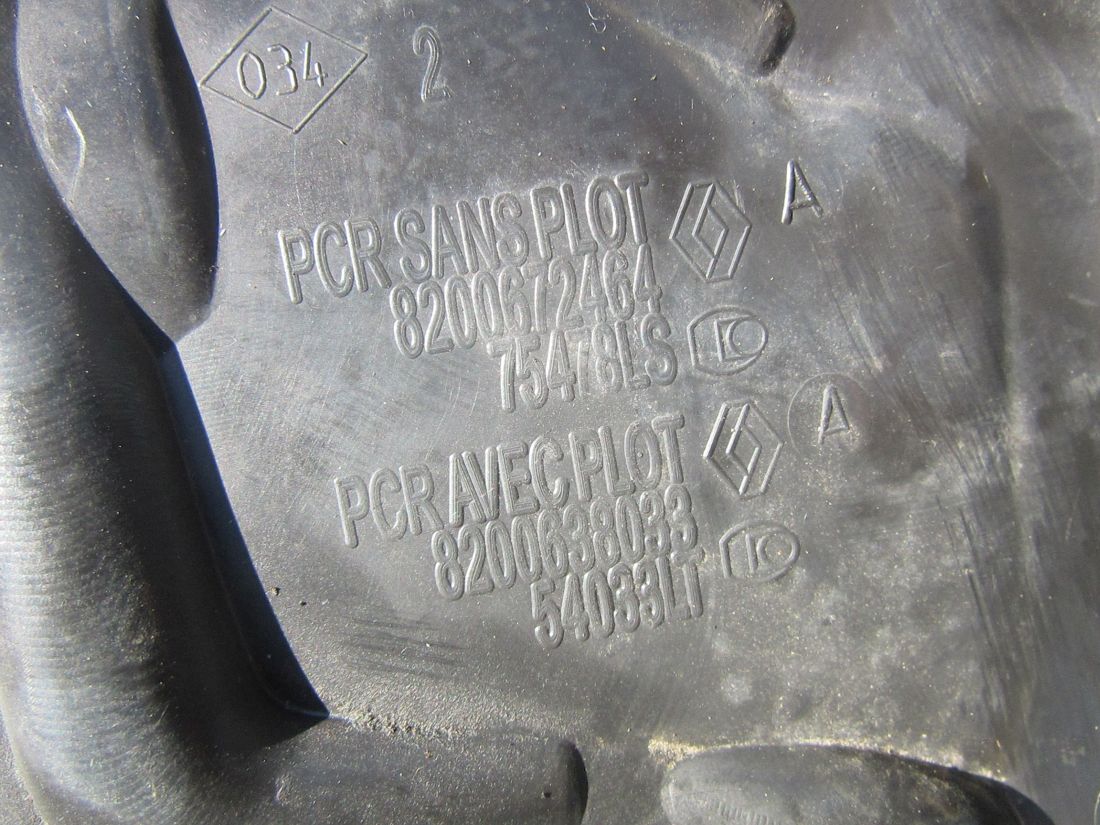 034 2
PCR SANS PLOT A
8200672464
75478LS
PCR AVEC PLOT A
8200638033
54033LT